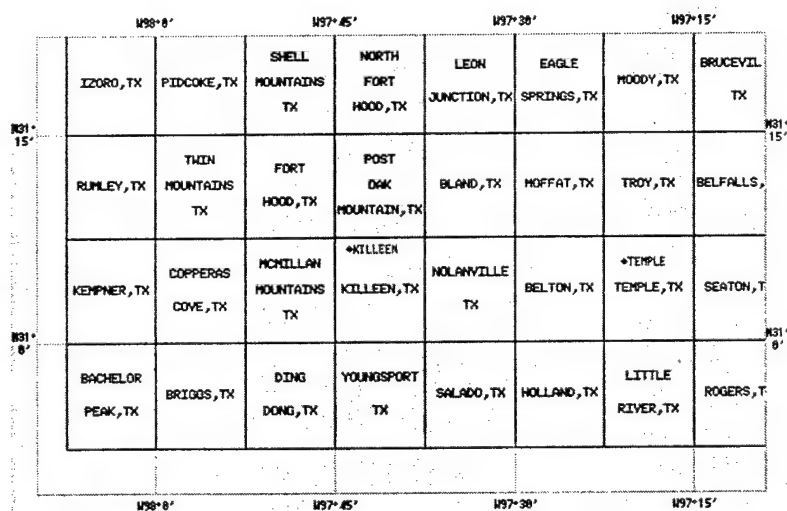 W98°0'
W97°45'
W97°30'
W97°15'
IZORO,TX
PIDCOKE,TX
SHELL
MOUNTAINS
TX
NORTH
FORT
HOOD,TX
LEON
JUNCTION,TX
EAGLE
SPRINGS,TX
MOODY,TX
BRUCEVIL
TX
N31°
15'
N31°
15'
RUMLEY,TX
TWIN
MOUNTAINS
TX
FORT
HOOD,TX
POST
OAK
MOUNTAIN,TX
BLAND,TX
MOFFAT,TX
TROY,TX
BELFALLS,
KEMPNER,TX
COPPERAS
COVE,TX
MCMILLAN
MOUNTAINS
TX
KILLEEN
KILLEEN,TX
NOLANVILLE
TX
BELTON,TX
TEMPLE
TEMPLE,TX
SEATON,T
N31°
0'
N31°
0'
BACHELOR
PEAK,TX
BRIGGS,TX
DING
DONG,TX
YOUNGSPORT
TX
SALADO,TX
HOLLAND,TX
LITTLE
RIVER,TX
ROGERS,T
W98°0'
W97°45'
W97°30'
W97°15'